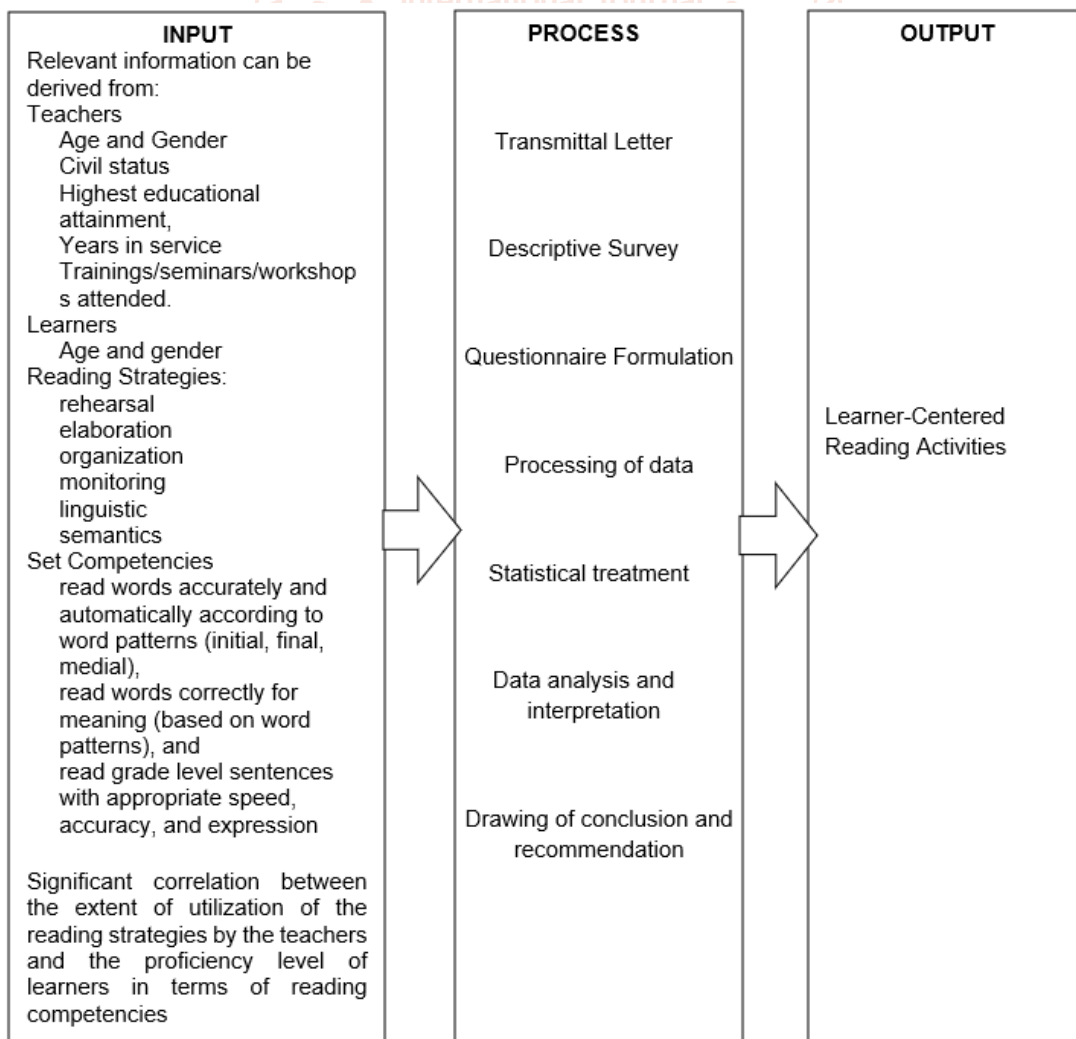 INPUT
Relevant information can be
derived from:
Teachers
Age and Gender
Civil status
Highest educational
attainment,
Years in service
Trainings/seminars/workshop
s attended.
Learners
Age and gender
Reading Strategies:
rehearsal
elaboration
organization
monitoring
linguistic
semantics
Set Competencies
read words accurately and
automatically according to
word patterns (initial, final,
medial),
read words correctly for
meaning (based on word
patterns), and
read grade level sentences
with appropriate speed,
accuracy, and expression
Significant correlation between
the extent of utilization of the
reading strategies by the teachers
and the proficiency level of
learners in terms of reading
competencies
PROCESS
Transmittal Letter
Descriptive Survey
Questionnaire Formulation
Processing of data
Statistical treatment
Data analysis and
interpretation
Drawing of conclusion and
recommendation
OUTPUT
Learner-Centered
Reading Activities